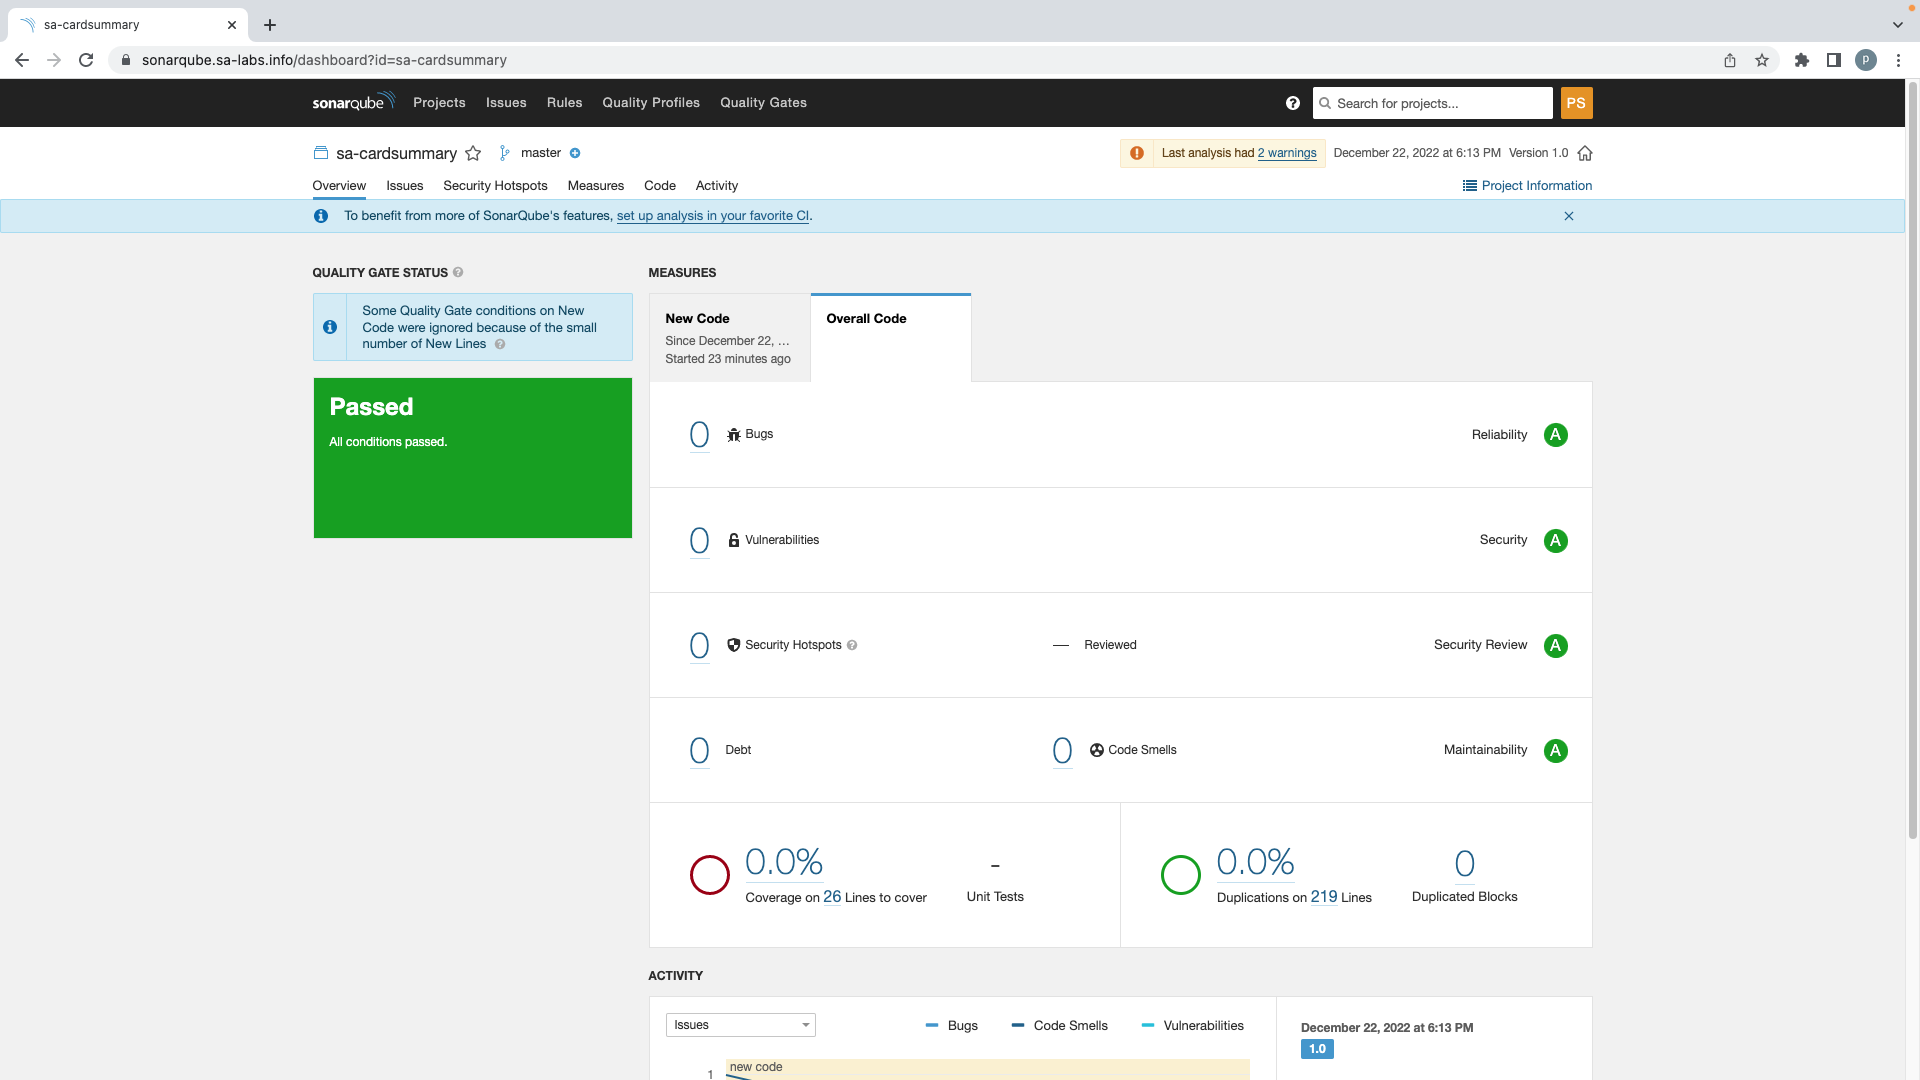 sa-cardsummary
sonarqube.sa-labs.info/dashboard?id=sa-cardsummary
P
sonarqube Projects Issues Rules Quality Profiles Quality Gates
Search for projects...
PS
sa-cardsummary master
Last analysis had 2 warnings December 22, 2022 at 6:13 PM Version 1.0
Overview Issues Security Hotspots Measures Code Activity
Project Information
To benefit from more of SonarQube's features, set up analysis in your favorite CI.
QUALITY GATE STATUS
Some Quality Gate conditions on New
Code were ignored because of the small
number of New Lines
Passed
All conditions passed.
MEASURES
New Code
Since December 22, ...
Started 23 minutes ago
Overall Code
0 Bugs Reliability A
0 Vulnerabilities Security A
0 Security Hotspots — Reviewed Security Review A
0 Debt 0 Code Smells Maintainability A
0.0%
Coverage on 26 Lines to cover
-
Unit Tests
0.0%
Duplications on 219 Lines
0
Duplicated Blocks
ACTIVITY
Issues
Bugs Code Smells Vulnerabilities
December 22, 2022 at 6:13 PM
1.0
new code
1